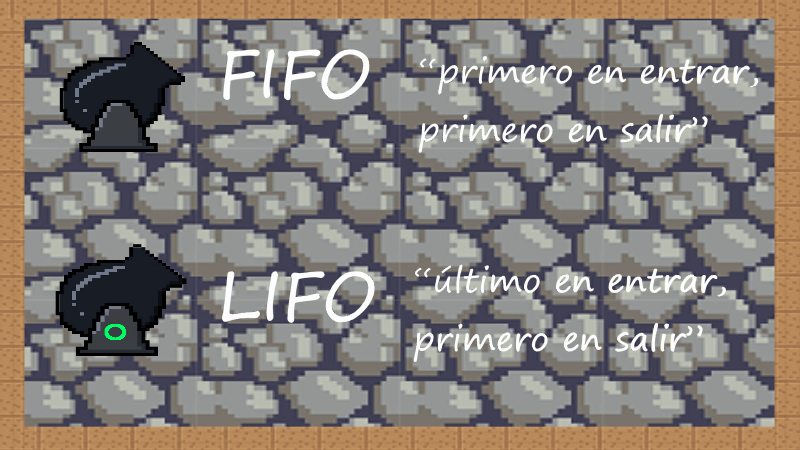 FIFO
“primero en entrar,
primero en salir”
LIFO
“último en entrar,
primero en salir”